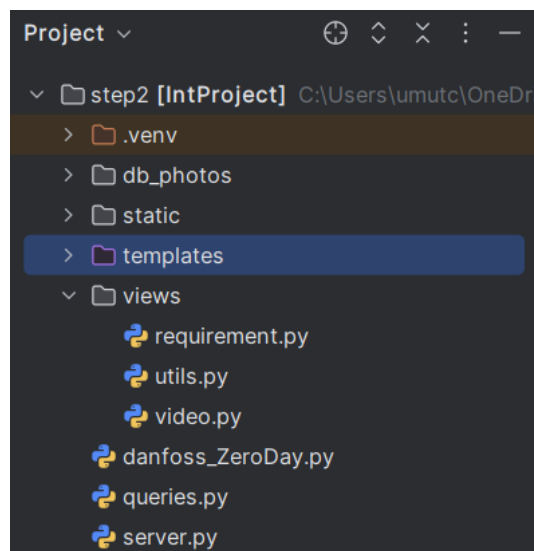 Project
step2 [IntProject] C:\Users\umutc\OneDr
.venv
db_photos
static
templates
views
requirement.py
utils.py
video.py
danfoss_ZeroDay.py
queries.py
server.py